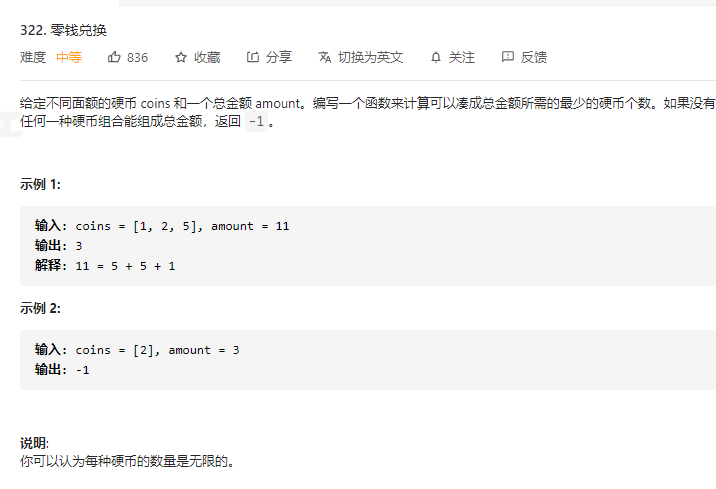 322. 零钱兑换
难度 中等 836 收藏 分享 切换为英文 关注 反馈
给定不同面额的硬币 coins 和一个总金额 amount。编写一个函数来计算可以凑成总金额所需的最少的硬币个数。如果没有
任何一种硬币组合能组成总金额，返回 -1。
示例 1:
输入: coins = [1, 2, 5], amount = 11
输出: 3
解释: 11 = 5 + 5 + 1
示例 2:
输入: coins = [2], amount = 3
输出: -1
说明:
你可以认为每种硬币的数量是无限的。